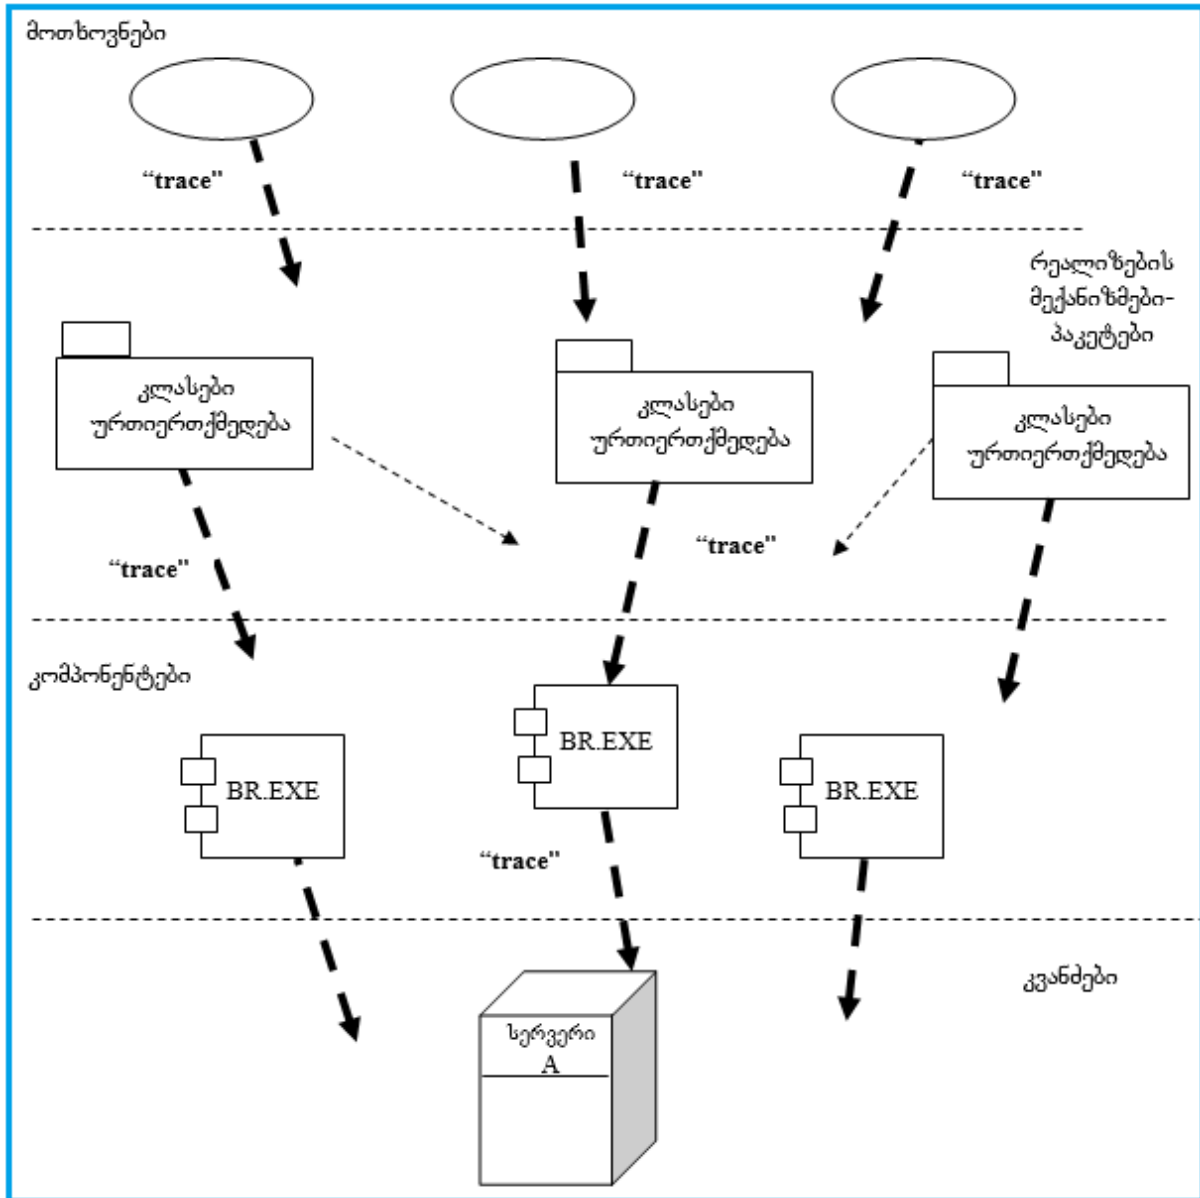 მოთხოვნები
“trace"
“trace"
“trace"
რეალიზების
მექანიზმები-
პაკეტები
კლასები
ურთიერთქმედება
კლასები
ურთიერთქმედება
კლასები
ურთიერთქმედება
“trace"
“trace"
კომპონენტები
BR.EXE
BR.EXE
BR.EXE
“trace"
კვანძები
სერვერი
A